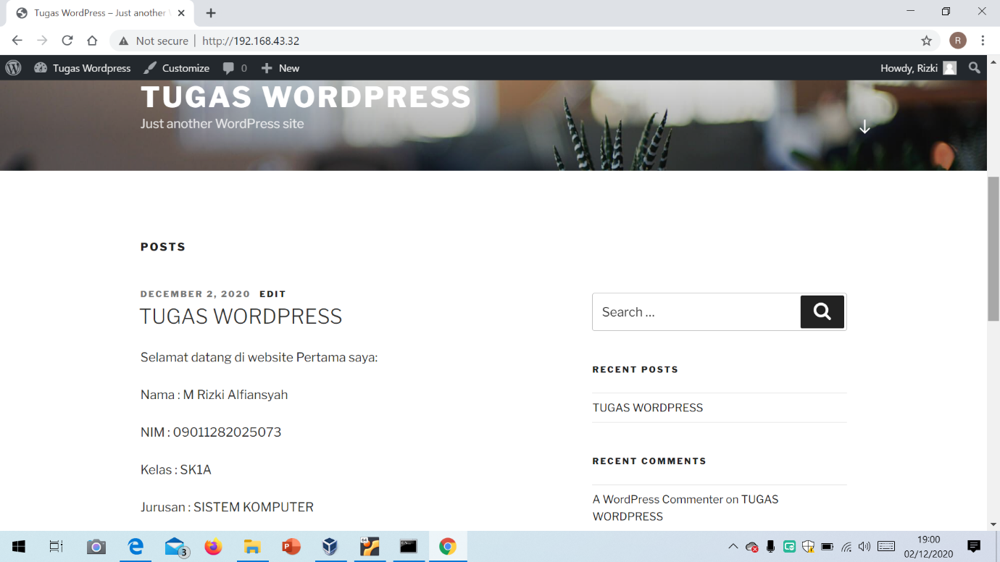 Tugas WordPress – Just another
Not secure
http://192.168.43.32
R
Tugas Wordpress
Customize
0
New
Howdy, Rizki
TUGAS WORDPRESS
Just another WordPress site
POSTS
DECEMBER 2, 2020 EDIT
TUGAS WORDPRESS
Selamat datang di website Pertama saya:
Nama : M Rizki Alfiansyah
NIM : 09011282025073
Kelas : SK1A
Jurusan : SISTEM KOMPUTER
Search …
RECENT POSTS
TUGAS WORDPRESS
RECENT COMMENTS
A WordPress Commenter on TUGAS
WORDPRESS
3
64
19:00
02/12/2020